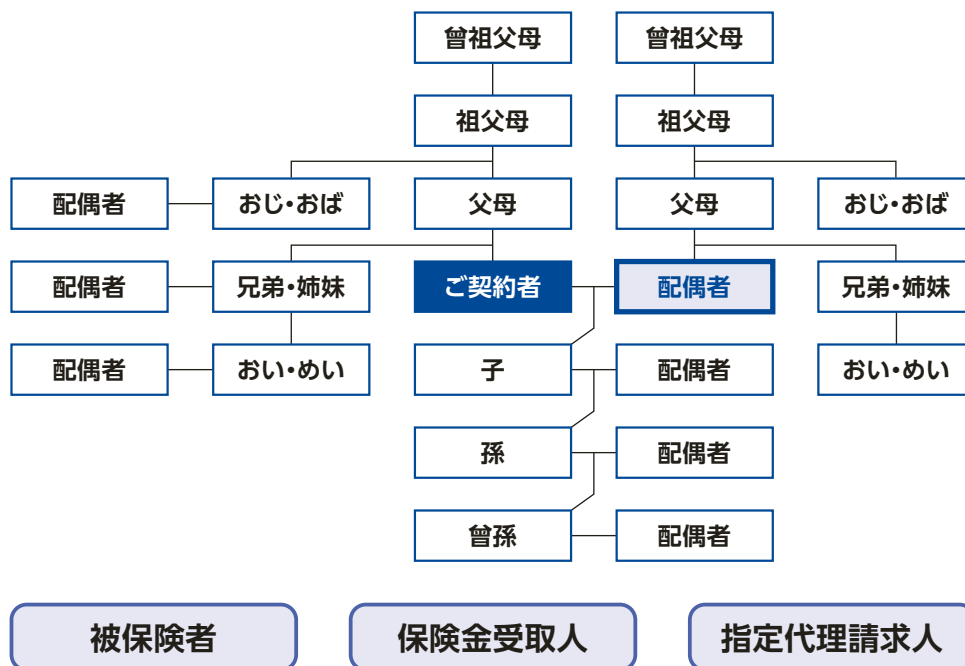 曾祖父母 曾祖父母
祖父母 祖父母
配偶者 おじ・おば 父母 父母 おじ・おば
配偶者 兄弟・姉妹 ご契約者 配偶者 兄弟・姉妹
配偶者 おい・めい 子 配偶者 おい・めい
孫 配偶者
曾孫 配偶者
被保険者 保険金受取人 指定代理請求人